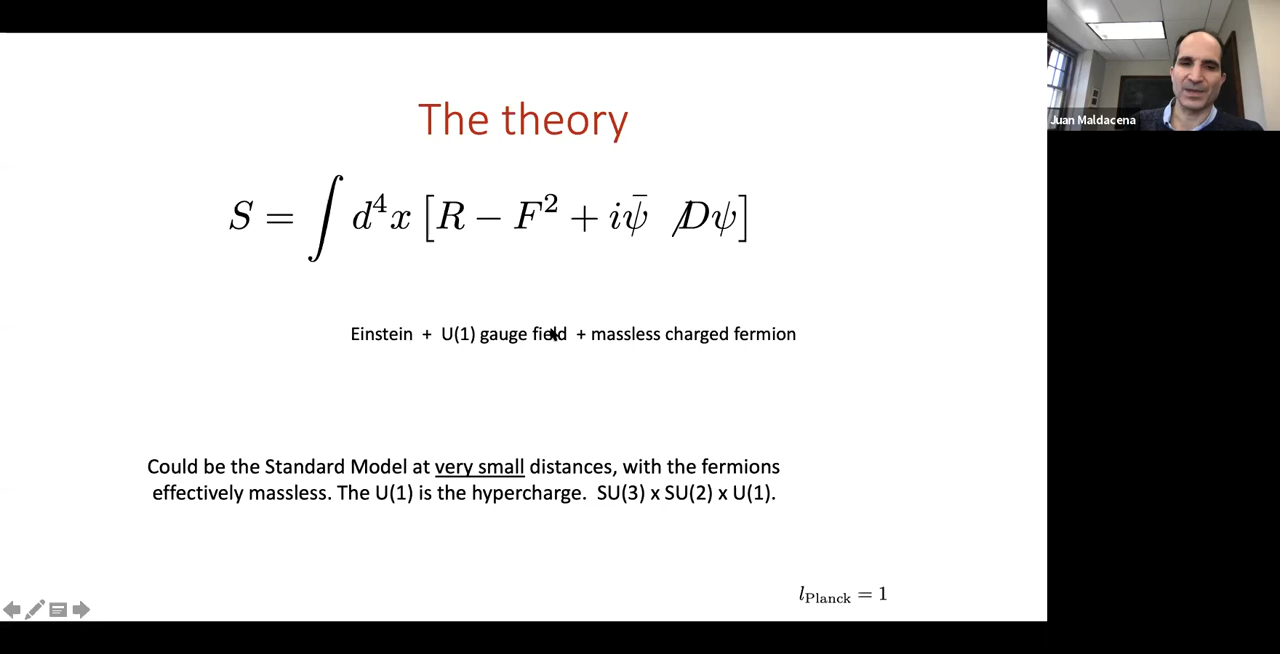 The theory
S = ∫ d⁴x [R − F² + iψ̄ D̸ψ]
Einstein + U(1) gauge field + massless charged fermion
Could be the Standard Model at very small distances, with the fermions
effectively massless. The U(1) is the hypercharge. SU(3) x SU(2) x U(1).
l_Planck = 1
Juan Maldacena